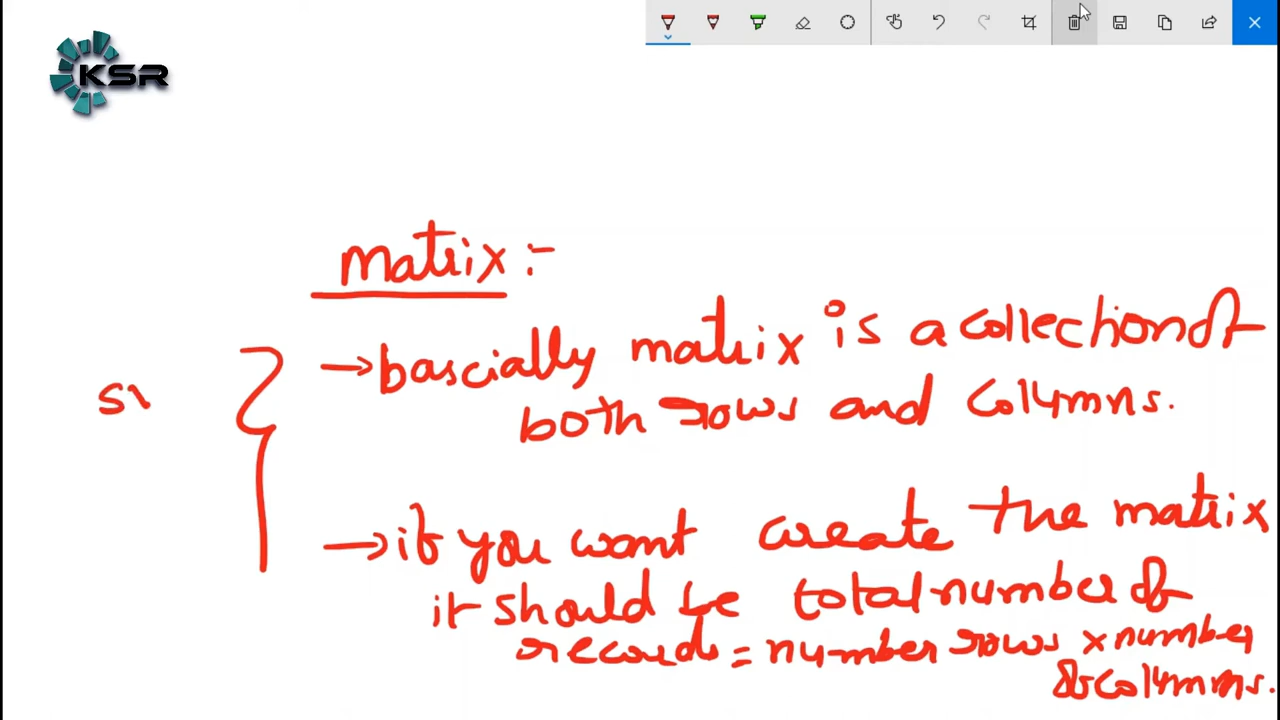 KSR
matrix :-
→ bascially matrix is a collection of
both rows and columns.
→ if you want create the matrix
it should be total number of
records = number rows × number
of columns.